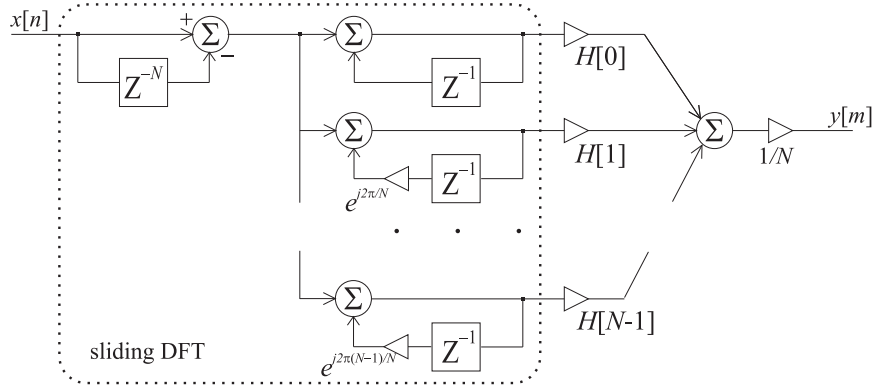 x[n]
+
Σ
−
Z^{-N}
Σ
Z^{-1}
H[0]
Σ
Z^{-1}
e^{j2π/N}
H[1]
Σ
1/N
y[m]
. . .
Σ
Z^{-1}
e^{j2π(N-1)/N}
H[N-1]
sliding DFT